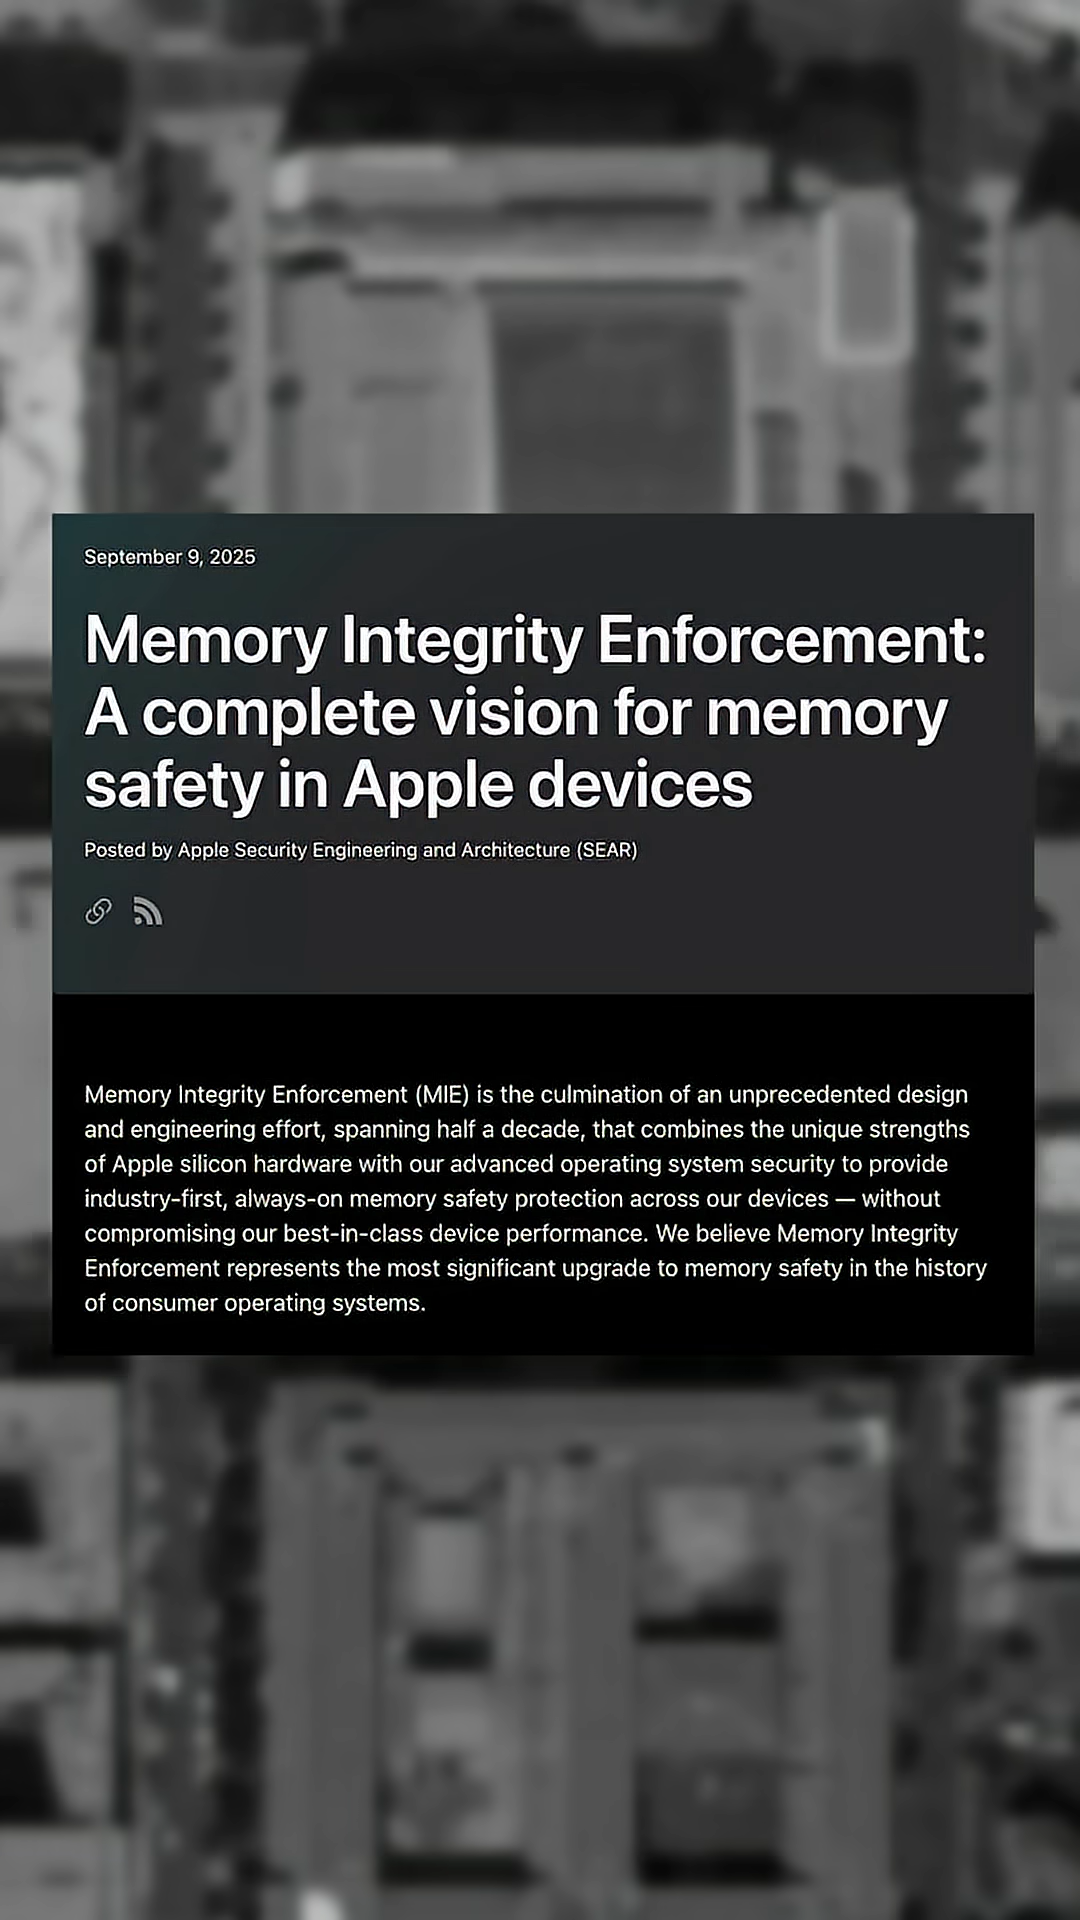 September 9, 2025
Memory Integrity Enforcement:
A complete vision for memory
safety in Apple devices
Posted by Apple Security Engineering and Architecture (SEAR)
Memory Integrity Enforcement (MIE) is the culmination of an unprecedented design
and engineering effort, spanning half a decade, that combines the unique strengths
of Apple silicon hardware with our advanced operating system security to provide
industry-first, always-on memory safety protection across our devices — without
compromising our best-in-class device performance. We believe Memory Integrity
Enforcement represents the most significant upgrade to memory safety in the history
of consumer operating systems.